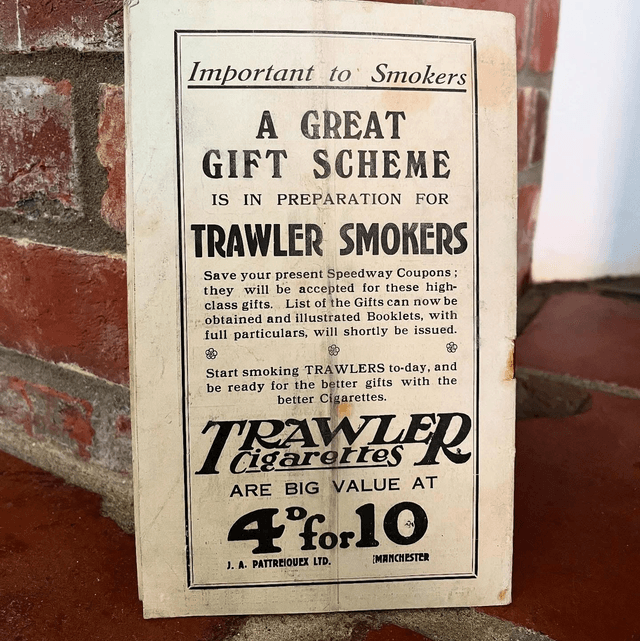 Important to Smokers
A GREAT
GIFT SCHEME
IS IN PREPARATION FOR
TRAWLER SMOKERS
Save your present Speedway Coupons ;
they will be accepted for these high-
class gifts. List of the Gifts can now be
obtained and illustrated Booklets, with
full particulars, will shortly be issued.
Start smoking TRAWLERS to-day, and
be ready for the better gifts with the
better Cigarettes.
TRAWLER
Cigarettes
ARE BIG VALUE AT
4D for 10
J. A. PATTREIOUEX LTD. MANCHESTER